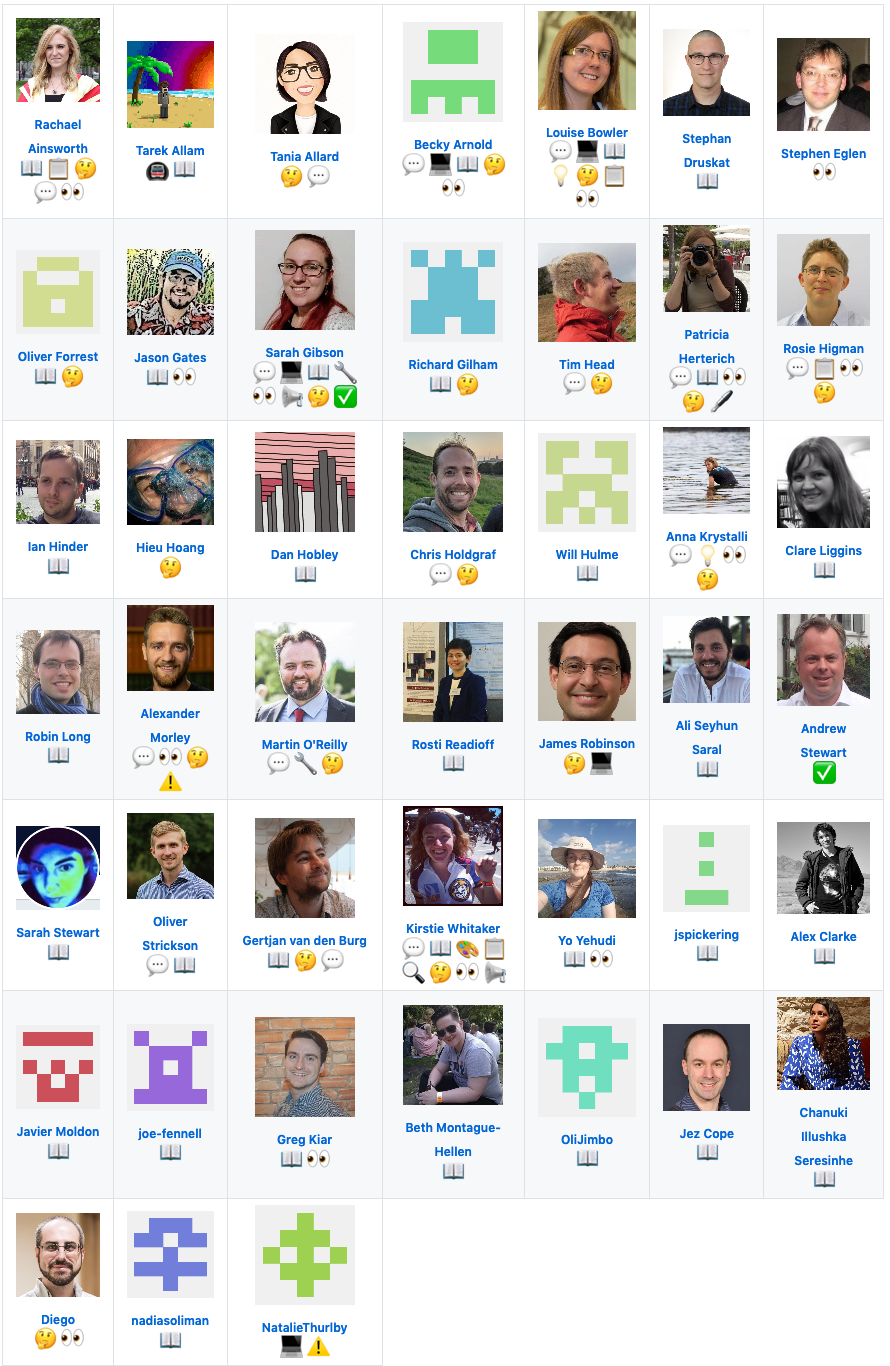 Rachael
Ainsworth
Tarek Allam
Tania Allard
Becky Arnold
Louise Bowler
Stephan
Druskat
Stephen Eglen
Oliver Forrest
Jason Gates
Sarah Gibson
Richard Gilham
Tim Head
Patricia
Herterich
Rosie Higman
Ian Hinder
Hieu Hoang
Dan Hobley
Chris Holdgraf
Will Hulme
Anna Krystalli
Clare Liggins
Robin Long
Alexander
Morley
Martin O'Reilly
Rosti Readioff
James Robinson
Ali Seyhun
Saral
Andrew
Stewart
Sarah Stewart
Oliver
Strickson
Gertjan van den Burg
Kirstie Whitaker
Yo Yehudi
jspickering
Alex Clarke
Javier Moldon
joe-fennell
Greg Kiar
Beth Montague-
Hellen
OliJimbo
Jez Cope
Chanuki
Illushka
Seresinhe
Diego
nadiasoliman
NatalieThurlby